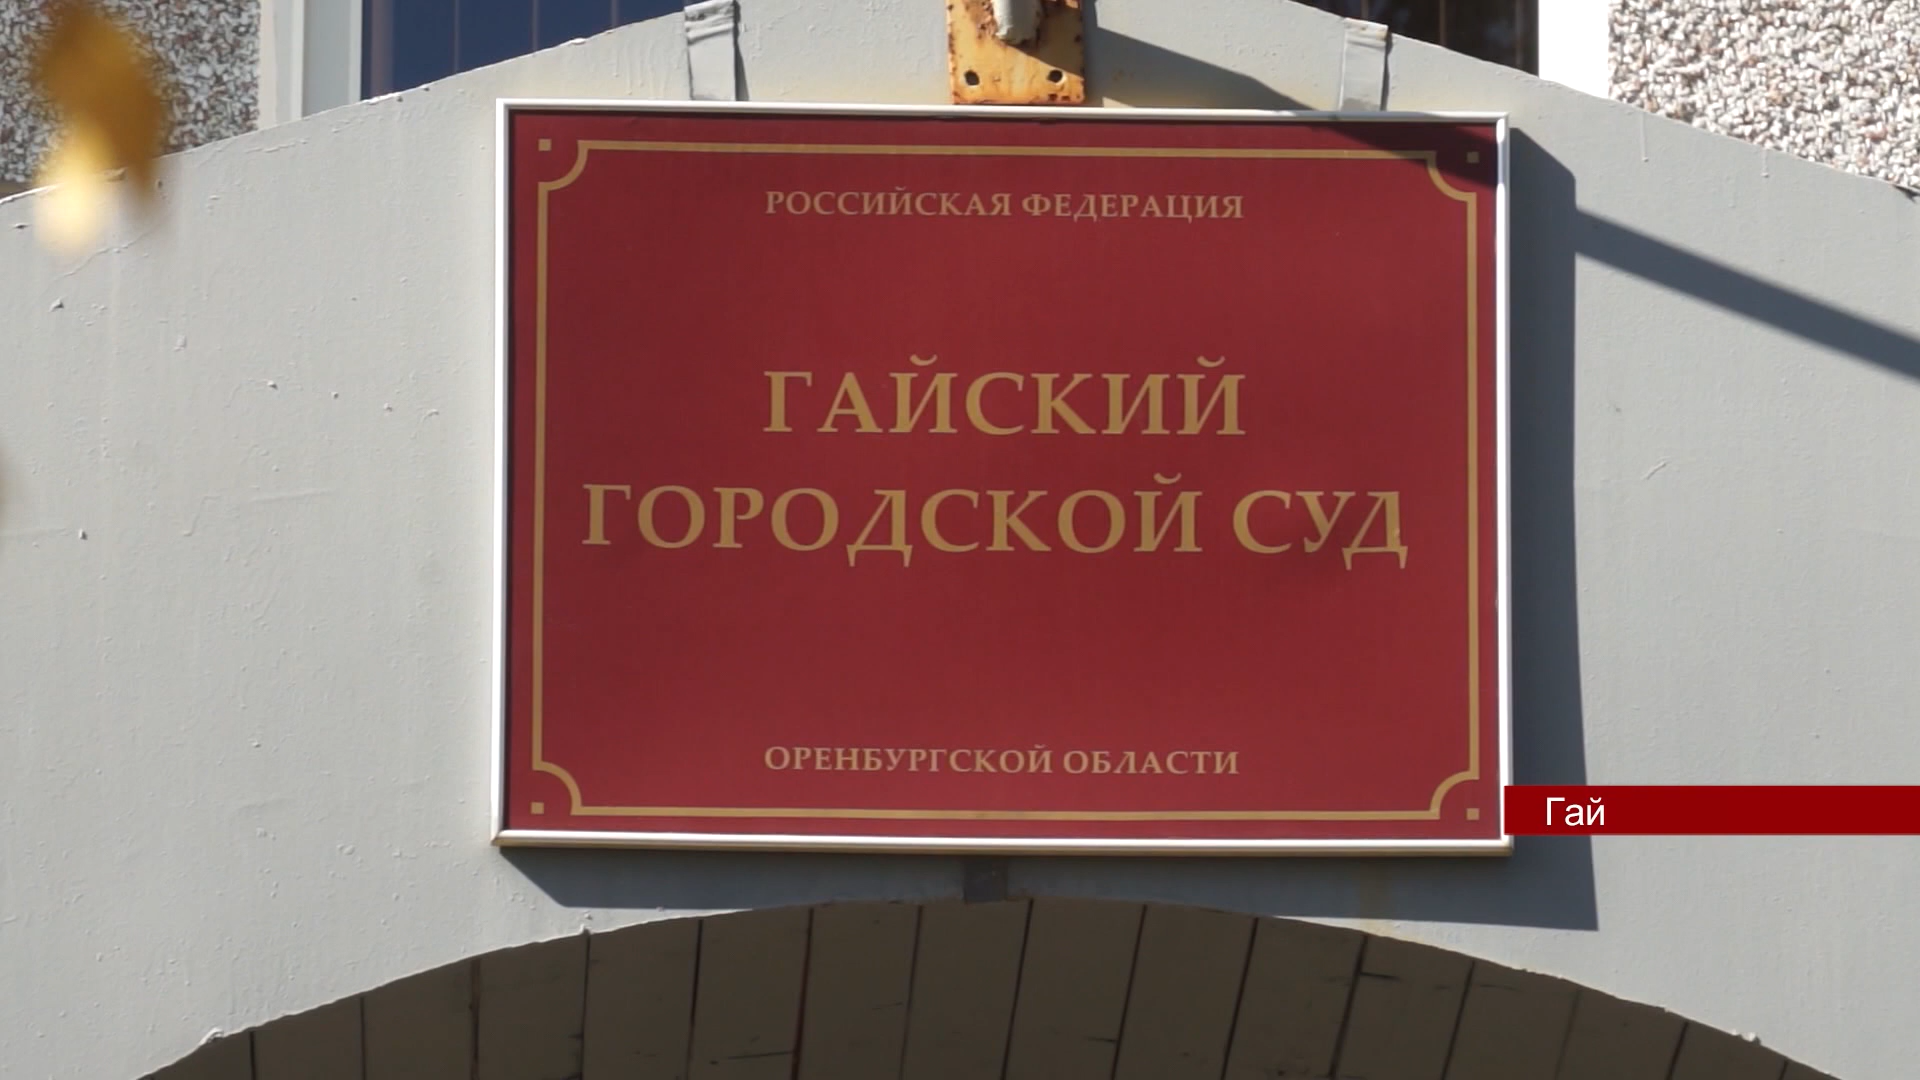 РОССИЙСКАЯ ФЕДЕРАЦИЯ
ГАЙСКИЙ
ГОРОДСКОЙ СУД
ОРЕНБУРГСКОЙ ОБЛАСТИ
Гай